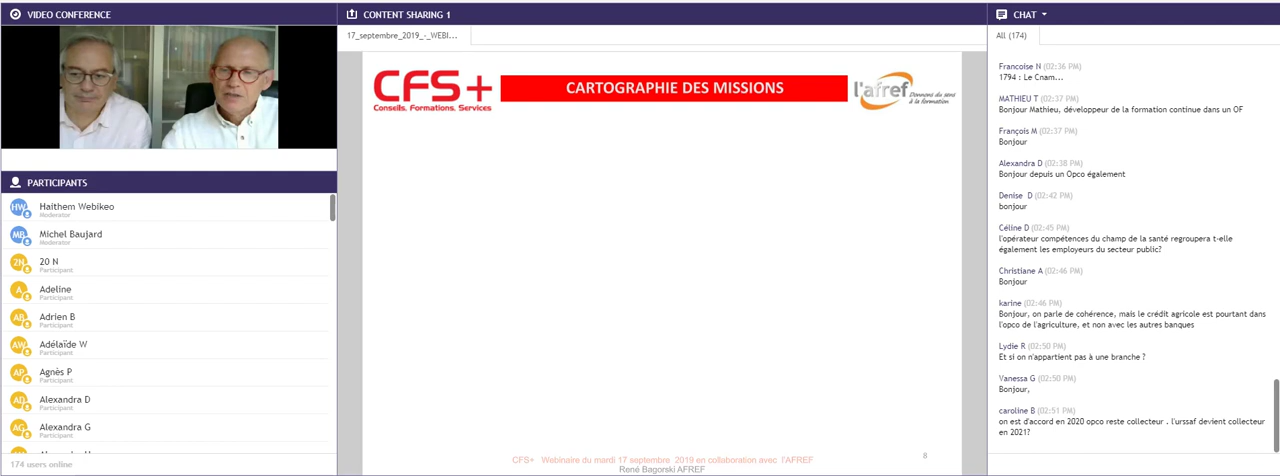 VIDEO CONFERENCE
PARTICIPANTS
HW Haithem Webikeo
Moderator
MB Michel Baujard
Moderator
2N 20 N
Participant
A Adeline
Participant
AB Adrien B
Participant
AW Adélaïde W
Participant
AP Agnès P
Participant
AD Alexandra D
Participant
AG Alexandra G
Participant
174 users online
CONTENT SHARING 1
17_septembre_2019_-_WEBI...
CFS+
Conseils. Formations. Services
CARTOGRAPHIE DES MISSIONS
l'afref
Donnons du sens
à la formation
CFS+ Webinaire du mardi 17 septembre 2019 en collaboration avec l'AFREF
René Bagorski AFREF
8
CHAT
All (174)
Francoise N (02:36 PM)
1794 : Le Cnam...
MATHIEU T (02:37 PM)
Bonjour Mathieu, développeur de la formation continue dans un OF
François M (02:37 PM)
Bonjour
Alexandra D (02:38 PM)
Bonjour depuis un Opco également
Denise D (02:42 PM)
bonjour
Céline D (02:45 PM)
l'opérateur compétences du champ de la santé regroupera t-elle
également les employeurs du secteur public?
Christiane A (02:46 PM)
Bonjour
karine (02:46 PM)
Bonjour, on parle de cohérence, mais le crédit agricole est pourtant dans
l'opco de l'agriculture, et non avec les autres banques
Lydie R (02:50 PM)
Et si on n'appartient pas à une branche ?
Vanessa G (02:50 PM)
Bonjour,
caroline B (02:51 PM)
on est d'accord en 2020 opco reste collecteur . l'urssaf devient collecteur
en 2021?